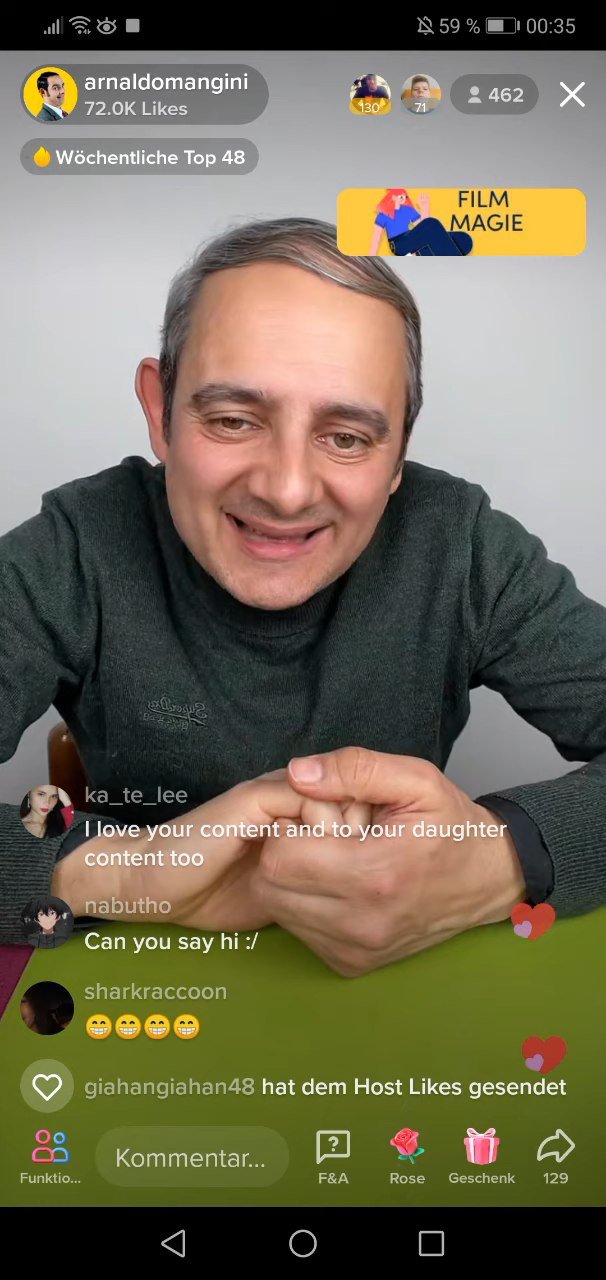 59 % 00:35
arnaldomangini
72.0K Likes
130
71
462
Wöchentliche Top 48
FILM
MAGIE
ka_te_lee
I love your content and to your daughter
content too
nabutho
Can you say hi :/
sharkraccoon
😁😁😁😁
giahangiahan48 hat dem Host Likes gesendet
Kommentar...
Funktio...
F&A
Rose
Geschenk
129